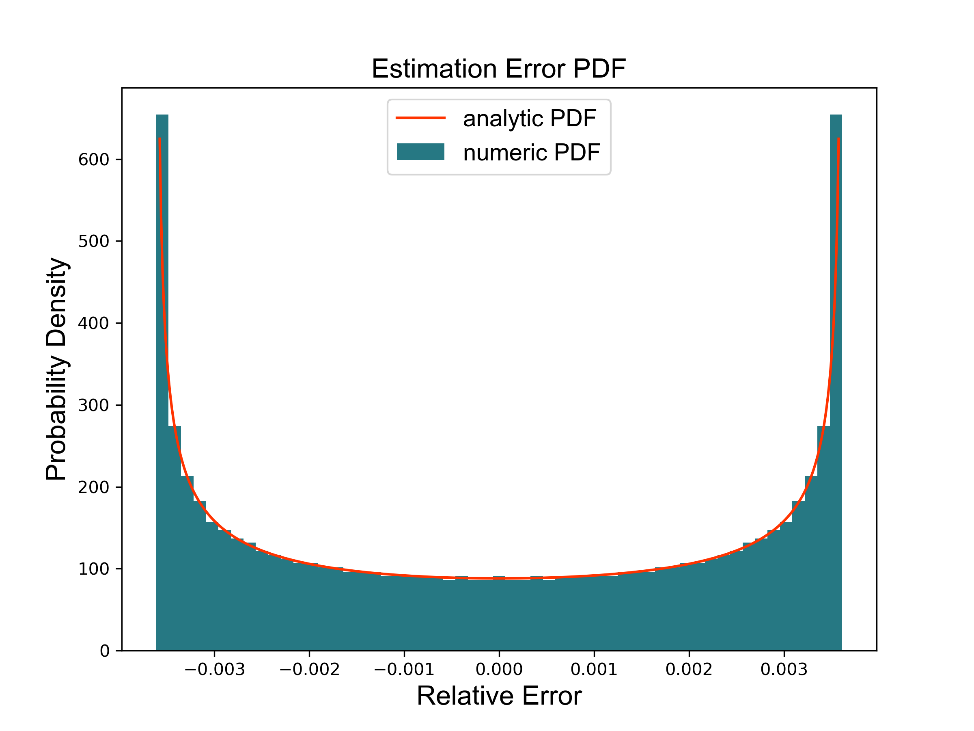 Estimation Error PDF
analytic PDF
numeric PDF
Probability Density
600
500
400
300
200
100
0
−0.003 −0.002 −0.001 0.000 0.001 0.002 0.003
Relative Error